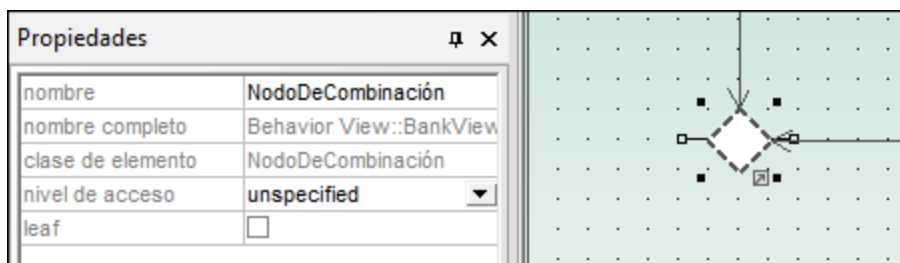 Propiedades
nombre NodoDeCombinación
nombre completo Behavior View::BankView
clase de elemento NodoDeCombinación
nivel de acceso unspecified
leaf